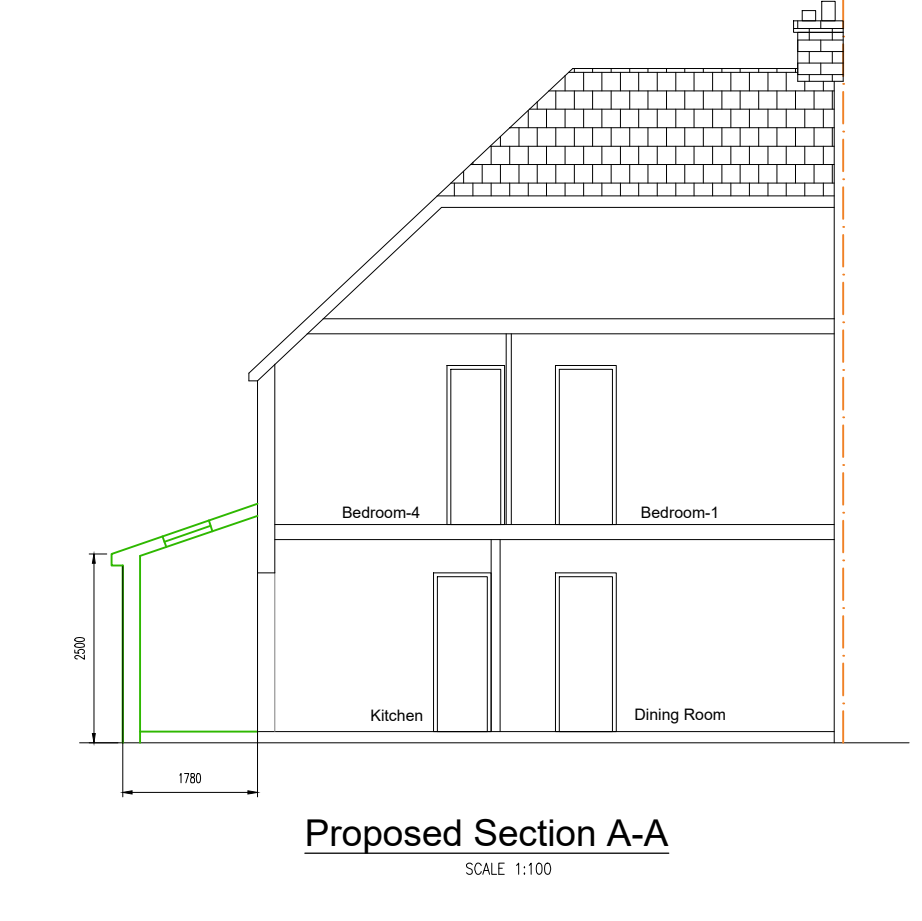 Bedroom-4
Bedroom-1
2500
Kitchen
Dining Room
1780
Proposed Section A-A
SCALE 1:100